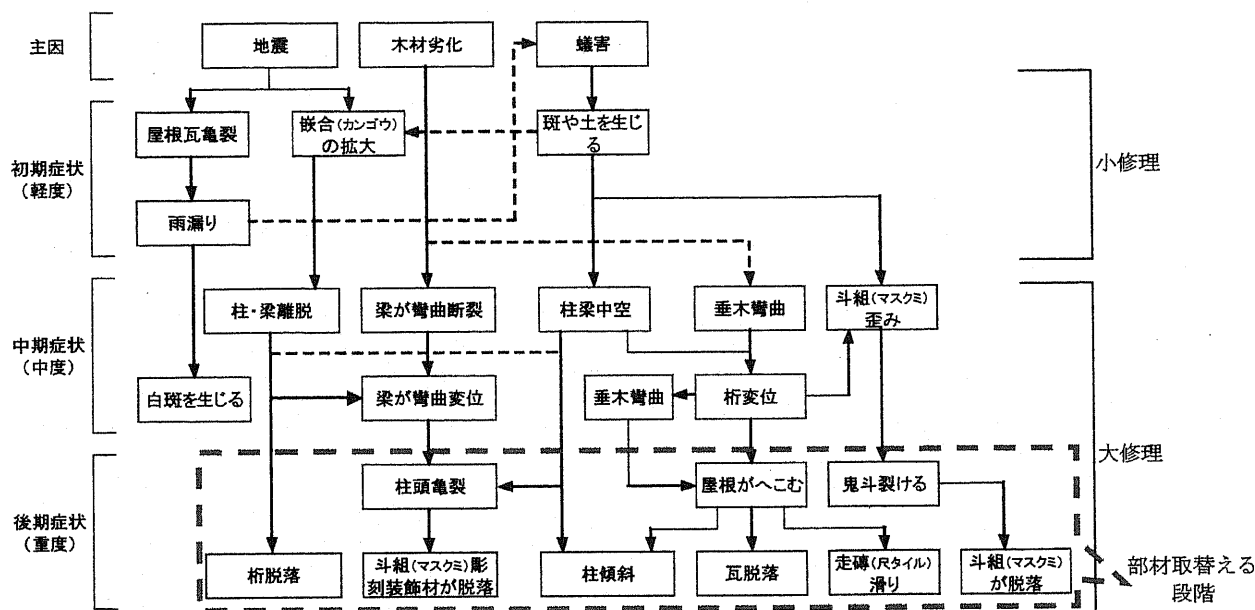 主因
地震
木材劣化
蟻害
屋根瓦亀裂
嵌合(カンゴウ)
の拡大
斑や土を生じ
る
初期症状
(軽度)
小修理
雨漏り
柱・梁離脱
梁が彎曲断裂
柱梁中空
垂木彎曲
斗組(マスクミ)
歪み
中期症状
(中度)
白斑を生じる
梁が彎曲変位
垂木彎曲
桁変位
大修理
柱頭亀裂
屋根がへこむ
鬼斗裂ける
後期症状
(重度)
桁脱落
斗組(マスクミ)彫
刻装飾材が脱落
柱傾斜
瓦脱落
走磚(尺タイル)
滑り
斗組(マスクミ)
が脱落
部材取替える
段階